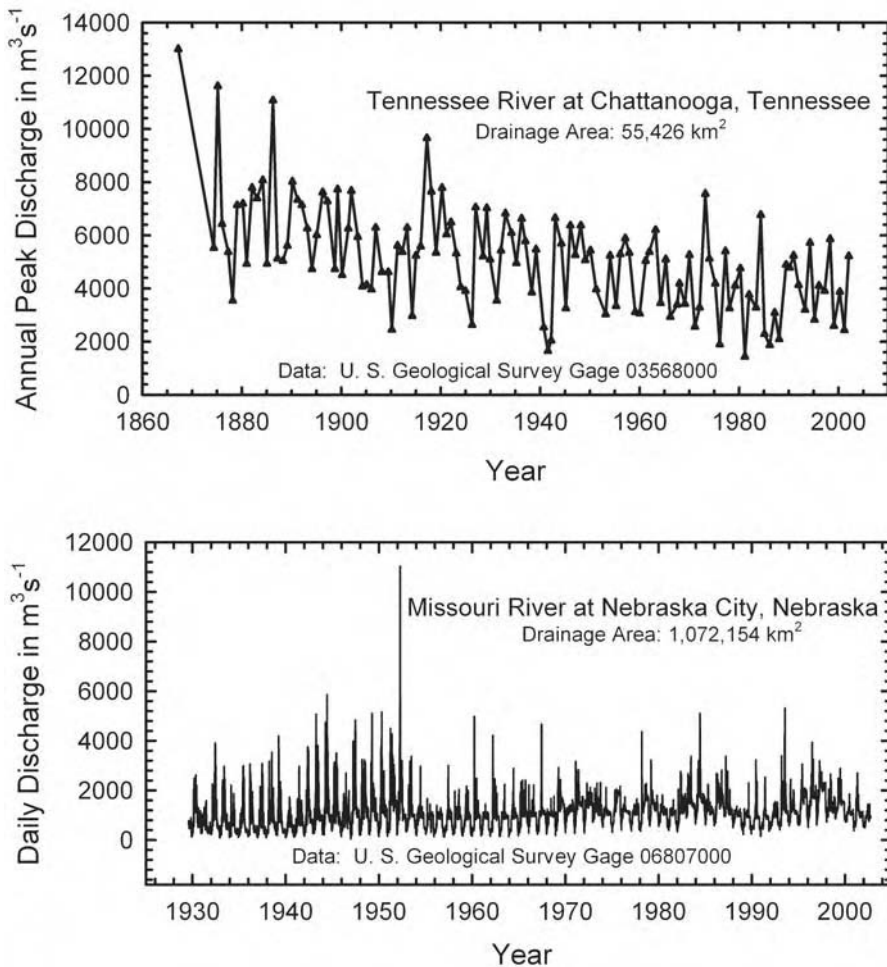 14000
12000
10000
8000
6000
4000
2000
0
Annual Peak Discharge in m³s⁻¹
Tennessee River at Chattanooga, Tennessee
Drainage Area: 55,426 km²
Data: U. S. Geological Survey Gage 03568000
1860 1880 1900 1920 1940 1960 1980 2000
Year
12000
10000
8000
6000
4000
2000
0
Daily Discharge in m³s⁻¹
Missouri River at Nebraska City, Nebraska
Drainage Area: 1,072,154 km²
Data: U. S. Geological Survey Gage 06807000
1930 1940 1950 1960 1970 1980 1990 2000
Year